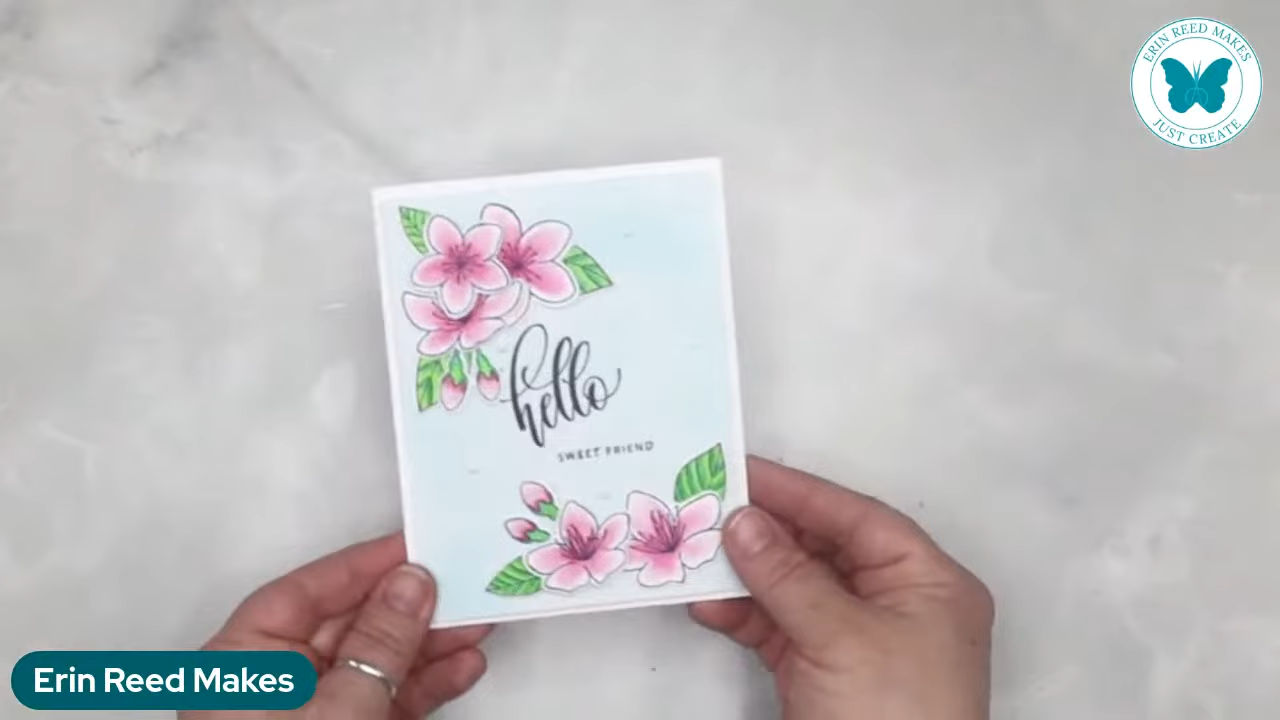 ERIN REED MAKES
JUST CREATE
hello
SWEET FRIEND
Erin Reed Makes